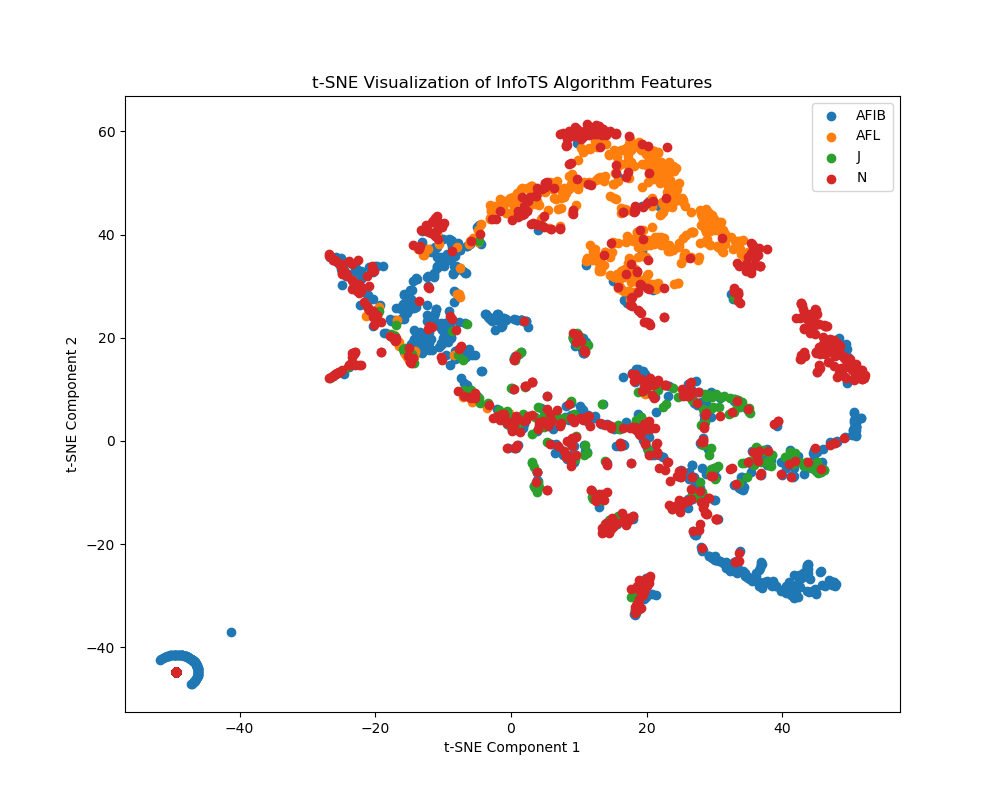 t-SNE Visualization of InfoTS Algorithm Features
AFIB
AFL
J
N
60
40
20
0
−20
−40
t-SNE Component 2
−40
−20
0
20
40
t-SNE Component 1